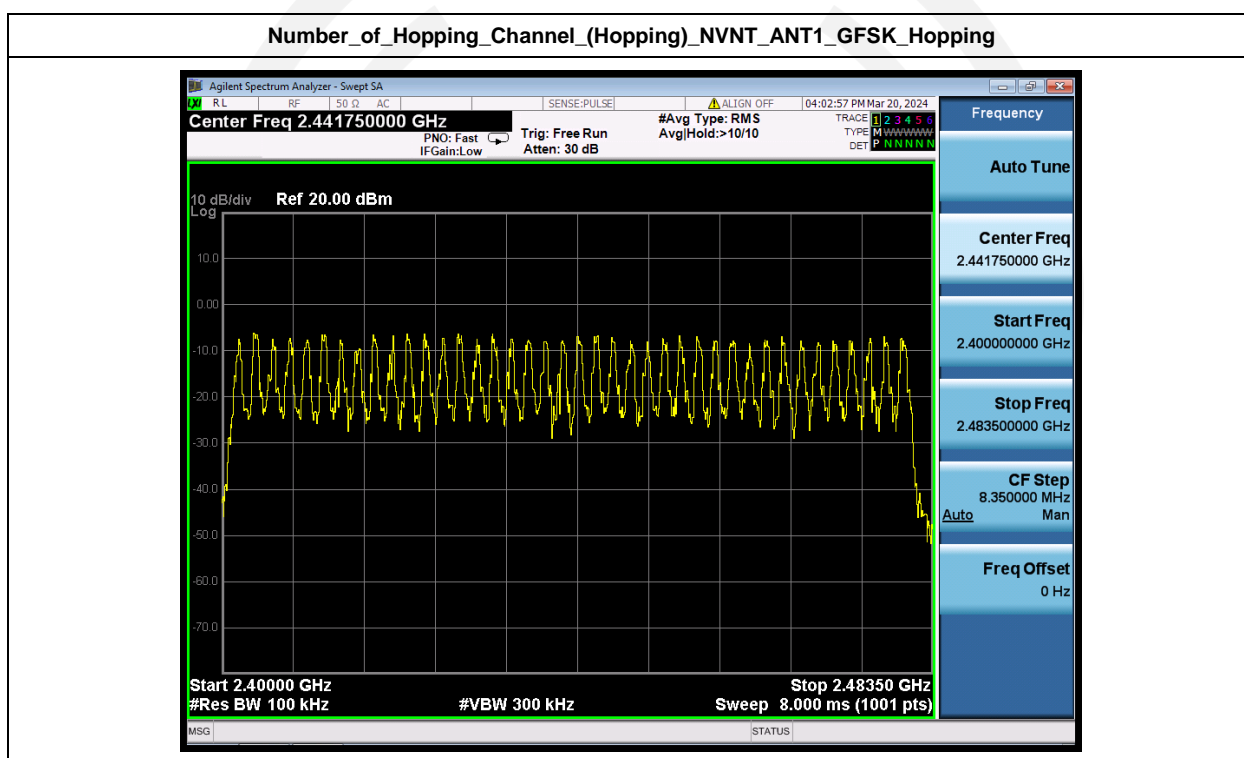 Number_of_Hopping_Channel_(Hopping)_NVNT_ANT1_GFSK_Hopping
Agilent Spectrum Analyzer - Swept SA
LXI RL RF 50 Ω AC SENSE:PULSE ALIGN OFF 04:02:57 PM Mar 20, 2024
Center Freq 2.441750000 GHz
#Avg Type: RMS
TRACE 1 2 3 4 5 6
PNO: Fast
Trig: Free Run
Avg|Hold:>10/10
TYPE M WWWWW
IFGain:Low
Atten: 30 dB
DET P N N N N N
10 dB/div Ref 20.00 dBm
Log
10.0
0.00
-10.0
-20.0
-30.0
-40.0
-50.0
-60.0
-70.0
Start 2.40000 GHz Stop 2.48350 GHz
#Res BW 100 kHz #VBW 300 kHz Sweep 8.000 ms (1001 pts)
MSG STATUS
Frequency
Auto Tune
Center Freq
2.441750000 GHz
Start Freq
2.400000000 GHz
Stop Freq
2.483500000 GHz
CF Step
8.350000 MHz
Auto Man
Freq Offset
0 Hz